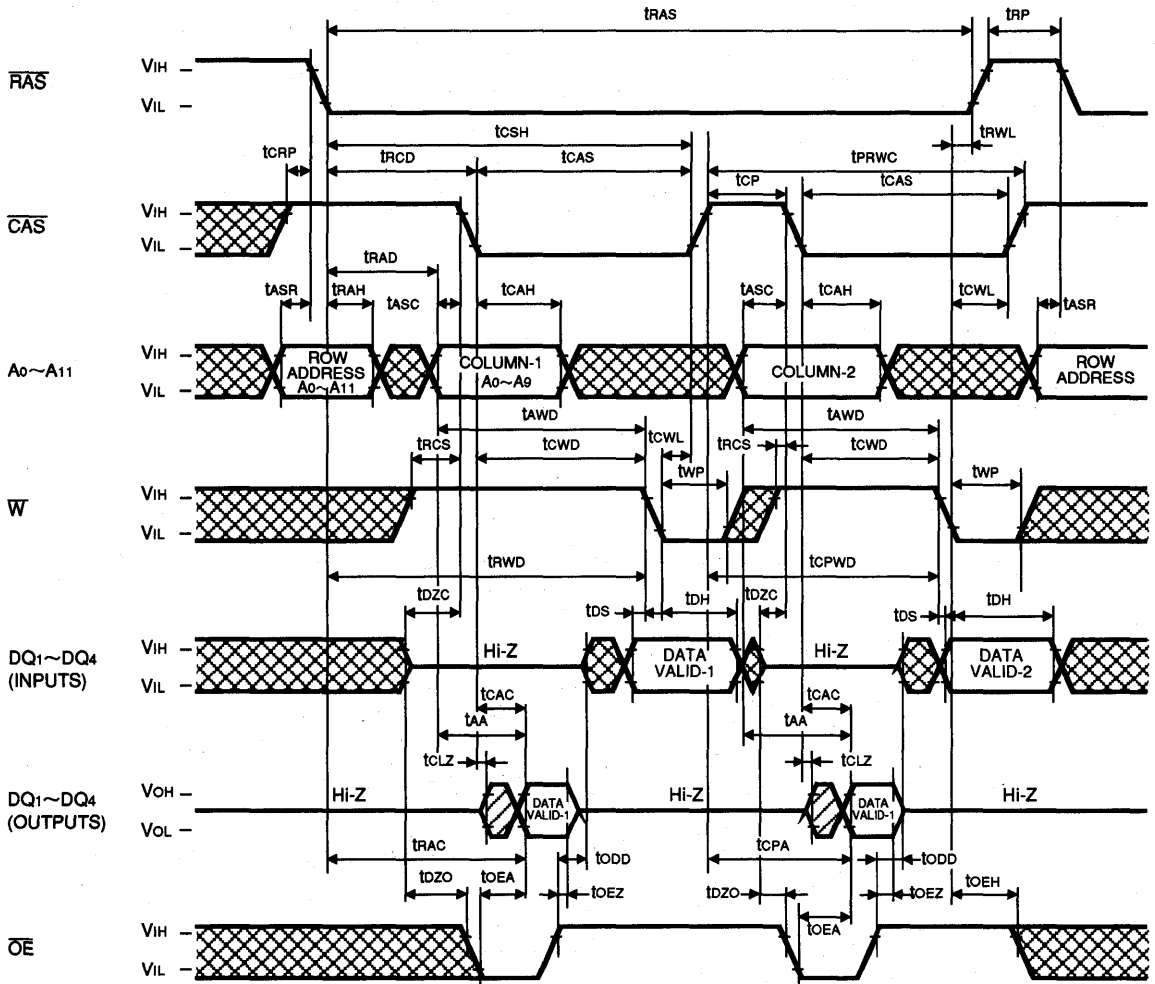 tRAS tRP
RAS VIH VIL
tCSH tRWL
tCRP tRCD tCAS tPRWC
tCP tCAS
CAS VIH VIL
tRAD
tASR tRAH tASC tCAH tASC tCAH tCWL tASR
A0~A11 VIH VIL
ROW ADDRESS A0~A11
COLUMN-1 A0~A9
COLUMN-2
ROW ADDRESS
tAWD tAWD
tRCS tCWD tCWL tRCS tCWD
tWP tWP
W VIH VIL
tRWD tCPWD
tDZC tDS tDH tDZC tDS tDH
DQ1~DQ4 (INPUTS) VIH VIL
Hi-Z
DATA VALID-1
Hi-Z
DATA VALID-2
tCAC tCAC
tAA tAA
tCLZ tCLZ
DQ1~DQ4 (OUTPUTS) VOH VOL
Hi-Z
DATA VALID-1
Hi-Z
DATA VALID-1
Hi-Z
tRAC tODD tCPA tODD
tDZO tOEA tOEZ tDZO tOEZ tOEH
tOEA
OE VIH VIL